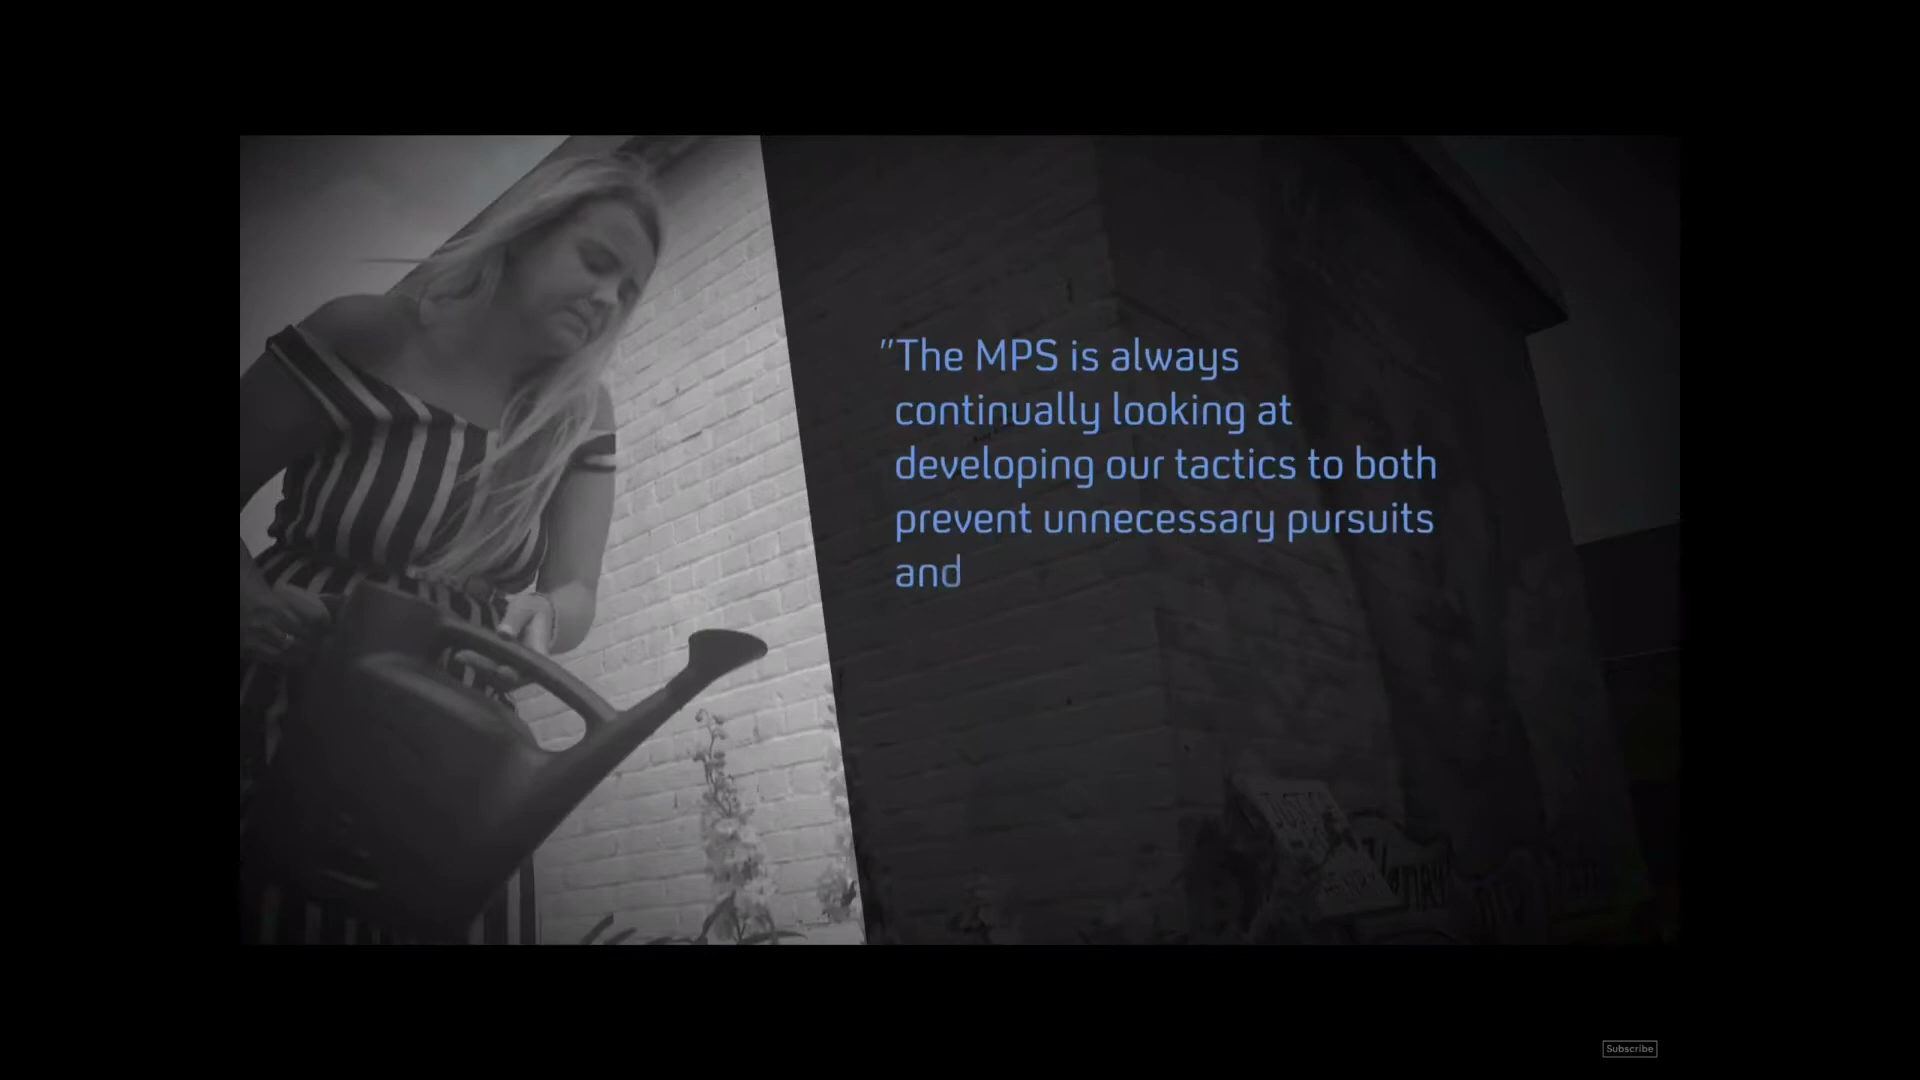 "The MPS is always
continually looking at
developing our tactics to both
prevent unnecessary pursuits
and
Subscribe